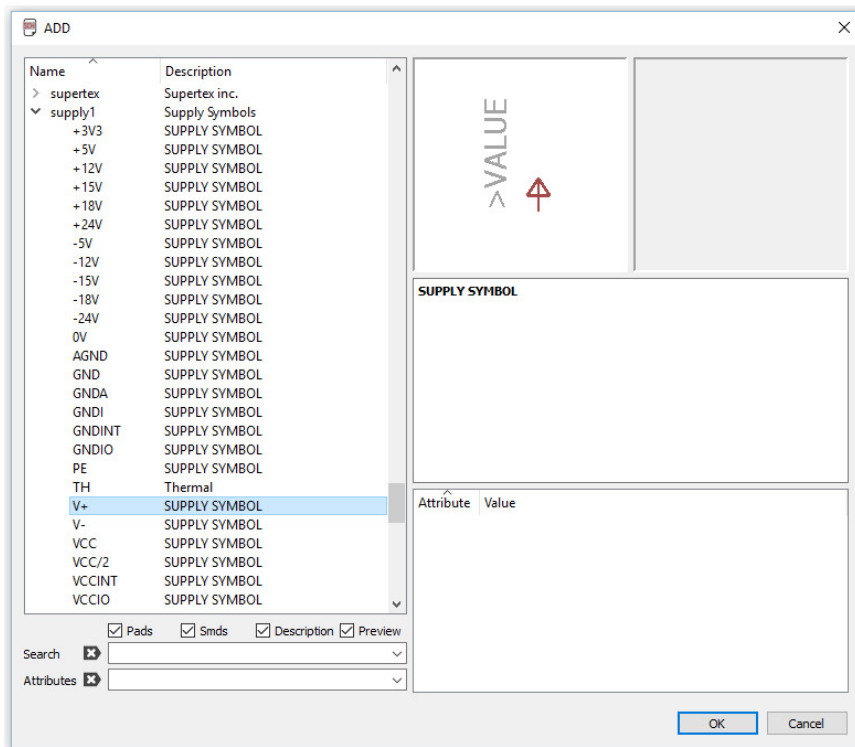 ADD
Name Description
supertex Supertex inc.
supply1 Supply Symbols
+3V3 SUPPLY SYMBOL
+5V SUPPLY SYMBOL
+12V SUPPLY SYMBOL
+15V SUPPLY SYMBOL
+18V SUPPLY SYMBOL
+24V SUPPLY SYMBOL
-5V SUPPLY SYMBOL
-12V SUPPLY SYMBOL
-15V SUPPLY SYMBOL
-18V SUPPLY SYMBOL
-24V SUPPLY SYMBOL
0V SUPPLY SYMBOL
AGND SUPPLY SYMBOL
GND SUPPLY SYMBOL
GNDA SUPPLY SYMBOL
GNDI SUPPLY SYMBOL
GNDINT SUPPLY SYMBOL
GNDIO SUPPLY SYMBOL
PE SUPPLY SYMBOL
TH Thermal
V+ SUPPLY SYMBOL
V- SUPPLY SYMBOL
VCC SUPPLY SYMBOL
VCC/2 SUPPLY SYMBOL
VCCINT SUPPLY SYMBOL
VCCIO SUPPLY SYMBOL
Pads Smds Description Preview
Search
Attributes
>VALUE
SUPPLY SYMBOL
Attribute Value
OK Cancel